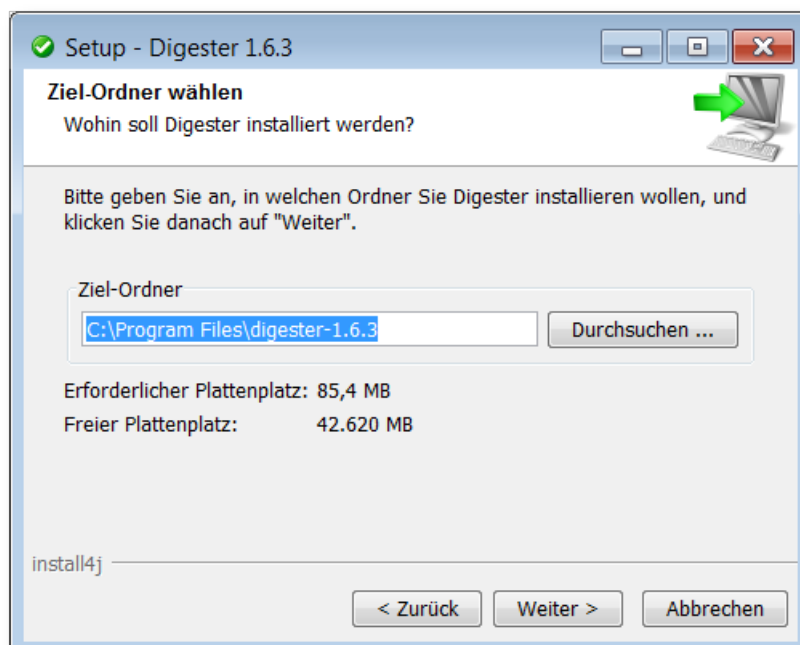 Setup - Digester 1.6.3
Ziel-Ordner wählen
Wohin soll Digester installiert werden?
Bitte geben Sie an, in welchen Ordner Sie Digester installieren wollen, und
klicken Sie danach auf "Weiter".
Ziel-Ordner
C:\Program Files\digester-1.6.3
Durchsuchen ...
Erforderlicher Plattenplatz: 85,4 MB
Freier Plattenplatz: 42.620 MB
install4j
< Zurück
Weiter >
Abbrechen